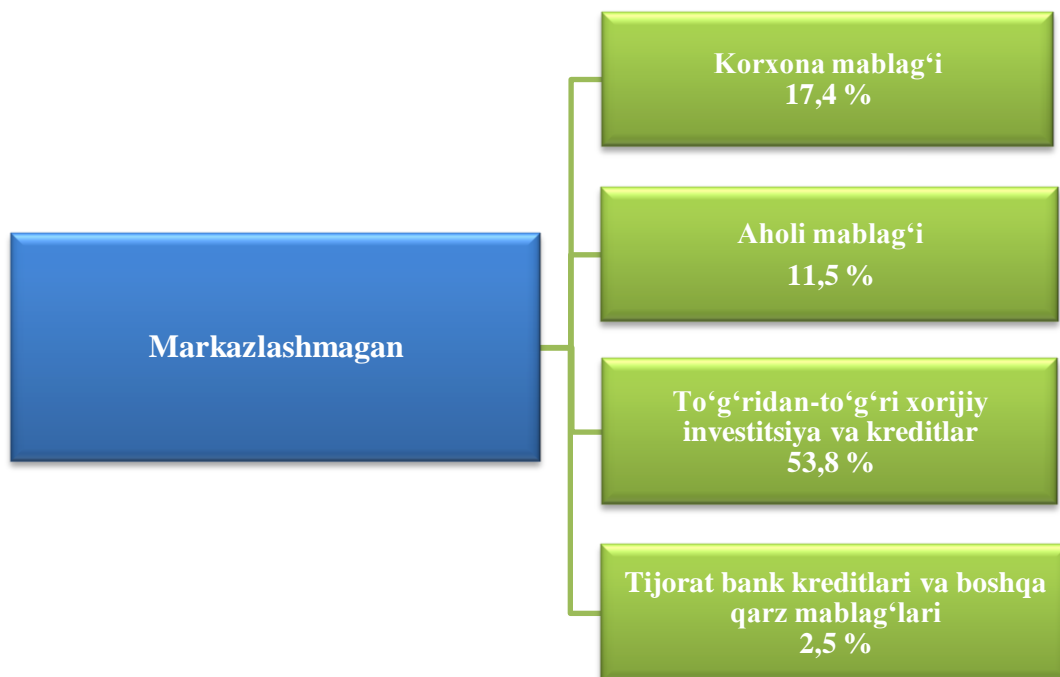 Korxona mablag‘i
17,4 %
Aholi mablag‘i
11,5 %
Markazlashmagan
To‘g‘ridan-to‘g‘ri xorijiy
investitsiya va kreditlar
53,8 %
Tijorat bank kreditlari va boshqa
qarz mablag‘lari
2,5 %